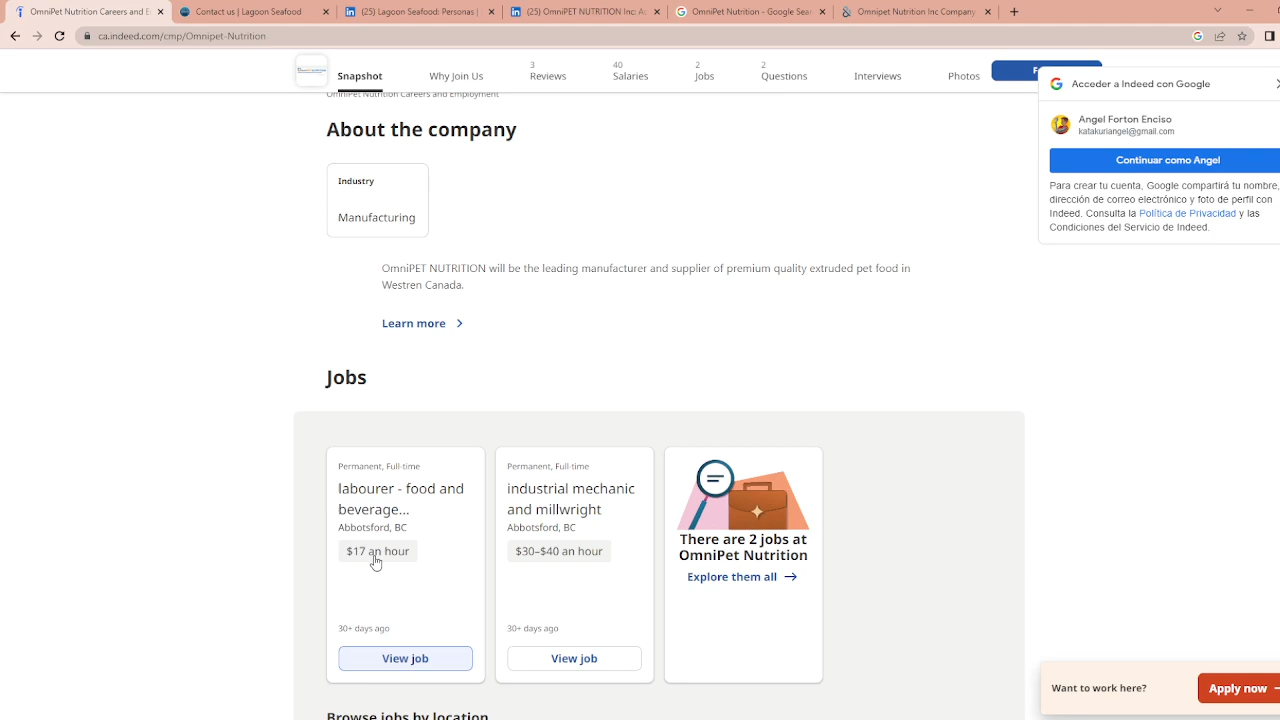 OmniPet Nutrition Careers and E
Contact us | Lagoon Seafood
(25) Lagoon Seafood: Personas |
(25) OmniPET NUTRITION Inc: Ac
OmniPet Nutrition - Google Sea
Omnipet Nutrition Inc Company
ca.indeed.com/cmp/Omnipet-Nutrition
Snapshot
Why Join Us
3
Reviews
40
Salaries
2
Jobs
2
Questions
Interviews
Photos
F
OmniPet Nutrition Careers and Employment
About the company
Industry
Manufacturing
OmniPET NUTRITION will be the leading manufacturer and supplier of premium quality extruded pet food in
Westren Canada.
Learn more
Jobs
Permanent, Full-time
labourer - food and
beverage...
Abbotsford, BC
$17 an hour
30+ days ago
View job
Permanent, Full-time
industrial mechanic
and millwright
Abbotsford, BC
$30–$40 an hour
30+ days ago
View job
There are 2 jobs at
OmniPet Nutrition
Explore them all
Browse jobs by location
Acceder a Indeed con Google
Angel Forton Enciso
katakuriangel@gmail.com
Continuar como Angel
Para crear tu cuenta, Google compartirá tu nombre,
dirección de correo electrónico y foto de perfil con
Indeed. Consulta la Política de Privacidad y las
Condiciones del Servicio de Indeed.
Want to work here?
Apply now